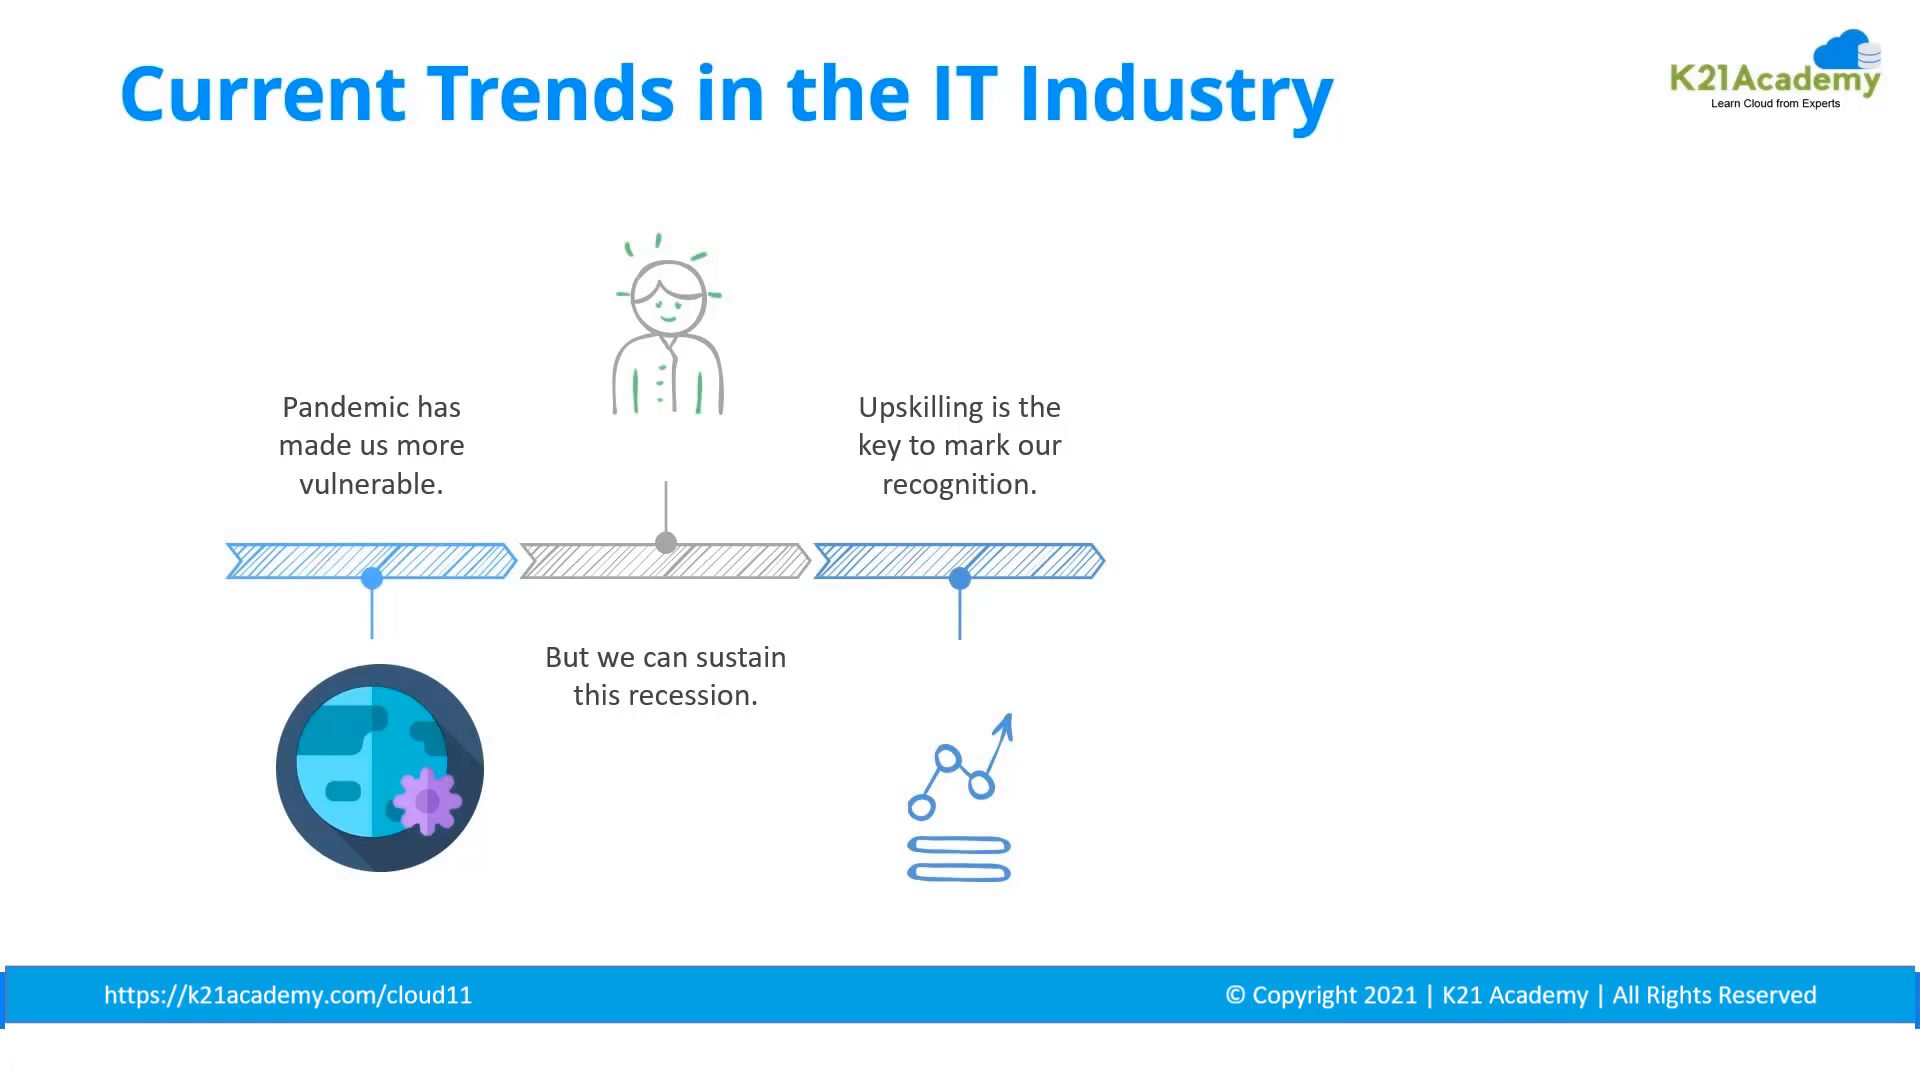 Current Trends in the IT Industry
K21Academy
Learn Cloud from Experts
Pandemic has
made us more
vulnerable.
But we can sustain
this recession.
Upskilling is the
key to mark our
recognition.
https://k21academy.com/cloud11
© Copyright 2021 | K21 Academy | All Rights Reserved